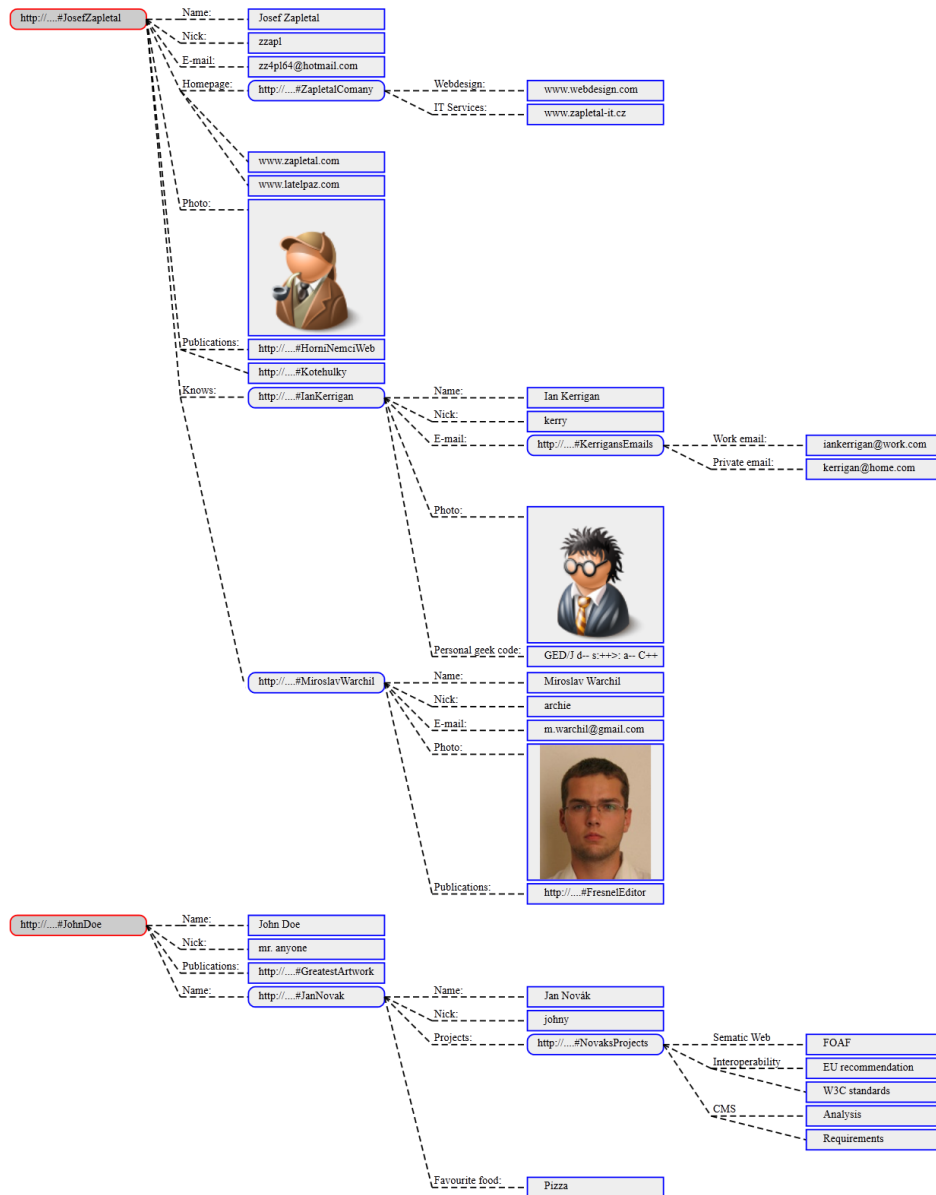 http://....#JosefZapletal
Name:
Josef Zapletal
Nick:
zzapl
E-mail:
zz4pl64@hotmail.com
Homepage:
http://....#ZapletalComany
Webdesign:
www.webdesign.com
IT Services:
www.zapletal-it.cz
www.zapletal.com
www.latelpaz.com
Photo:
Publications:
http://....#HorniNemciWeb
http://....#Kotehulky
Knows:
http://....#IanKerrigan
Name:
Ian Kerrigan
Nick:
kerry
E-mail:
http://....#KerrigansEmails
Work email:
iankerrigan@work.com
Private email:
kerrigan@home.com
Photo:
Personal geek code:
GED/J d-- s:++>: a-- C++
http://....#MiroslavWarchil
Name:
Miroslav Warchil
Nick:
archie
E-mail:
m.warchil@gmail.com
Photo:
Publications:
http://....#FresnelEditor
http://....#JohnDoe
Name:
John Doe
Nick:
mr. anyone
Publications:
http://....#GreatestArtwork
Name:
http://....#JanNovak
Name:
Jan Novák
Nick:
johny
Projects:
http://....#NovaksProjects
Sematic Web
FOAF
Interoperability
EU recommendation
W3C standards
CMS
Analysis
Requirements
Favourite food:
Pizza